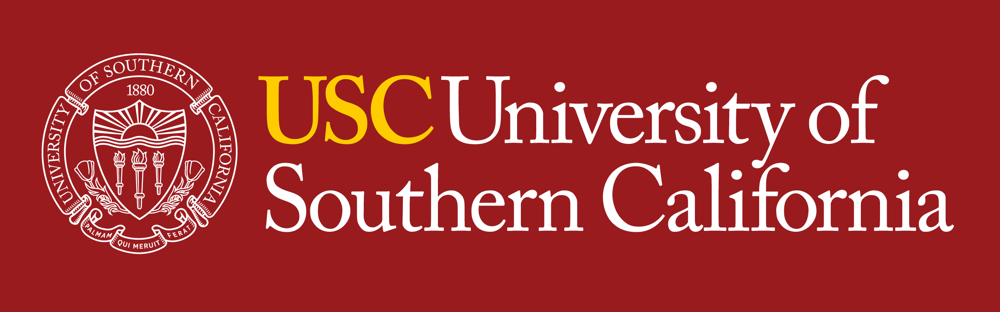 UNIVERSITY OF SOUTHERN CALIFORNIA
1880
PALMAM QUI MERUIT FERAT
USC University of
Southern California